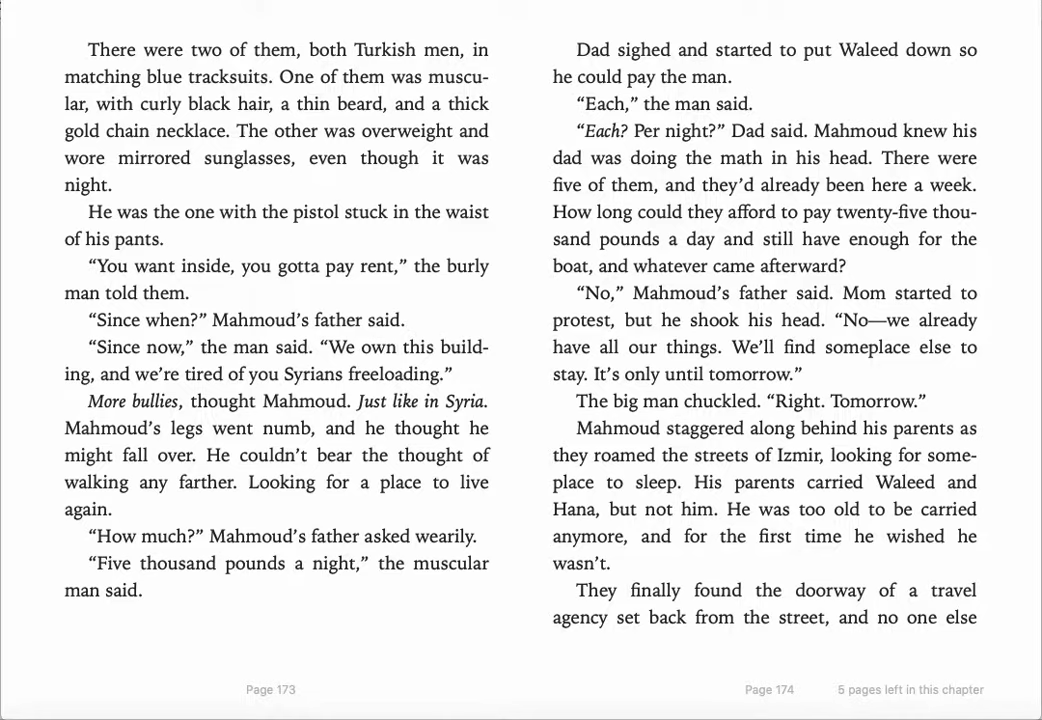 There were two of them, both Turkish men, in
matching blue tracksuits. One of them was muscu-
lar, with curly black hair, a thin beard, and a thick
gold chain necklace. The other was overweight and
wore mirrored sunglasses, even though it was
night.
He was the one with the pistol stuck in the waist
of his pants.
“You want inside, you gotta pay rent,” the burly
man told them.
“Since when?” Mahmoud’s father said.
“Since now,” the man said. “We own this build-
ing, and we’re tired of you Syrians freeloading.”
More bullies, thought Mahmoud. Just like in Syria.
Mahmoud’s legs went numb, and he thought he
might fall over. He couldn’t bear the thought of
walking any farther. Looking for a place to live
again.
“How much?” Mahmoud’s father asked wearily.
“Five thousand pounds a night,” the muscular
man said.
Page 173
Dad sighed and started to put Waleed down so
he could pay the man.
“Each,” the man said.
“Each? Per night?” Dad said. Mahmoud knew his
dad was doing the math in his head. There were
five of them, and they’d already been here a week.
How long could they afford to pay twenty-five thou-
sand pounds a day and still have enough for the
boat, and whatever came afterward?
“No,” Mahmoud’s father said. Mom started to
protest, but he shook his head. “No—we already
have all our things. We’ll find someplace else to
stay. It’s only until tomorrow.”
The big man chuckled. “Right. Tomorrow.”
Mahmoud staggered along behind his parents as
they roamed the streets of Izmir, looking for some-
place to sleep. His parents carried Waleed and
Hana, but not him. He was too old to be carried
anymore, and for the first time he wished he
wasn’t.
They finally found the doorway of a travel
agency set back from the street, and no one else
Page 174
5 pages left in this chapter